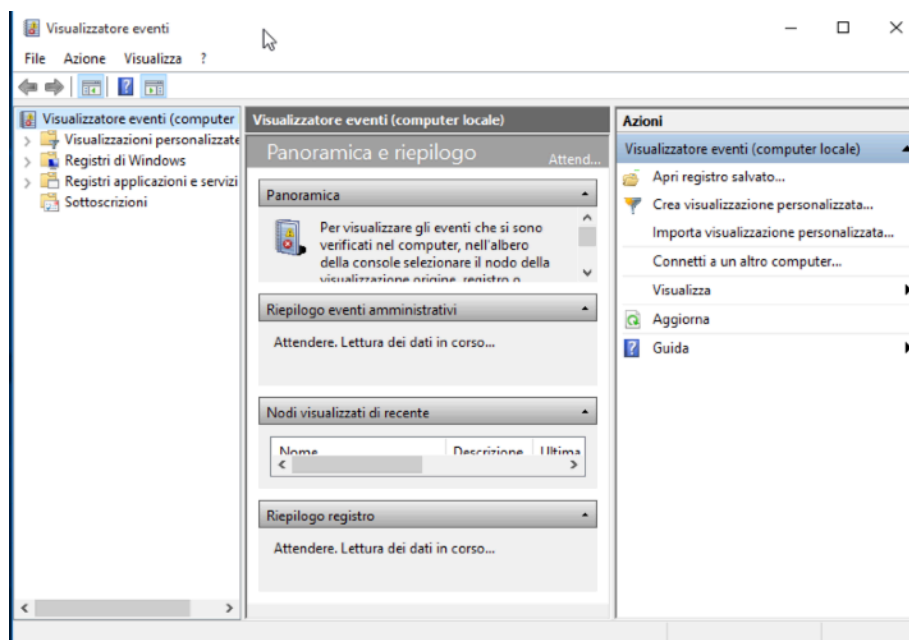 Visualizzatore eventi
File Azione Visualizza ?
Visualizzatore eventi (computer
Visualizzazioni personalizzate
Registri di Windows
Registri applicazioni e servizi
Sottoscrizioni
Visualizzatore eventi (computer locale)
Panoramica e riepilogo Attend...
Panoramica
Per visualizzare gli eventi che si sono
verificati nel computer, nell'albero
della console selezionare il nodo della
visualizzazione origine, registro o
Riepilogo eventi amministrativi
Attendere. Lettura dei dati in corso...
Nodi visualizzati di recente
Nome Descrizione Ultima
Riepilogo registro
Attendere. Lettura dei dati in corso...
Azioni
Visualizzatore eventi (computer locale)
Apri registro salvato...
Crea visualizzazione personalizzata...
Importa visualizzazione personalizzata...
Connetti a un altro computer...
Visualizza
Aggiorna
Guida